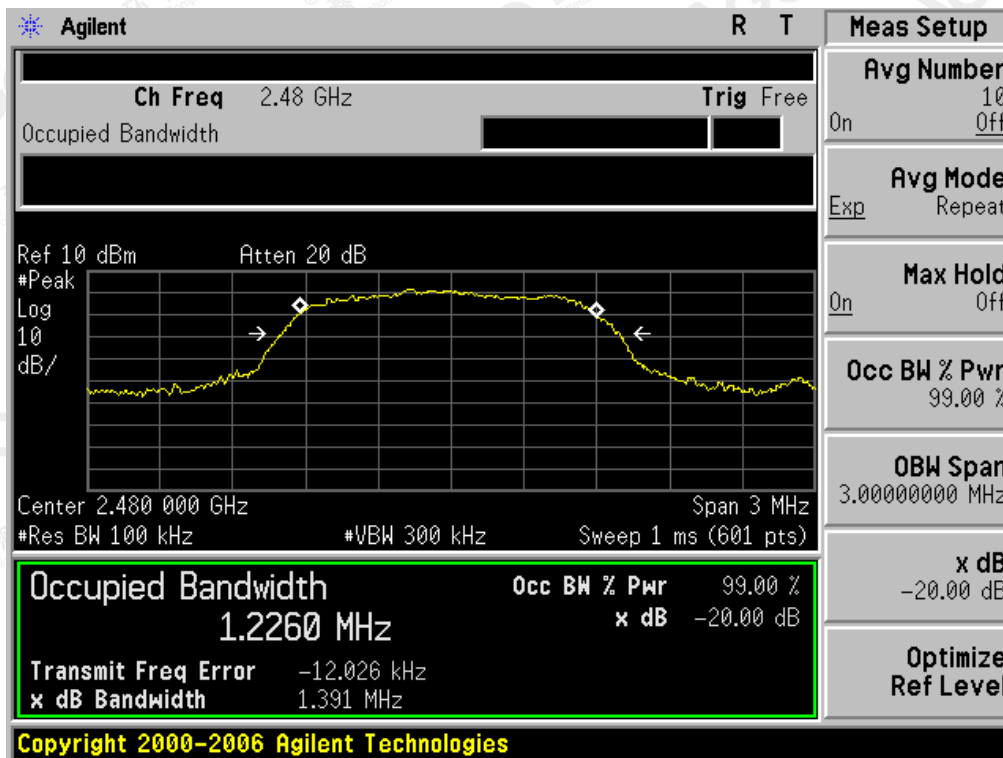 Agilent R T
Ch Freq 2.48 GHz Trig Free
Occupied Bandwidth
Ref 10 dBm Atten 20 dB
#Peak
Log
10
dB/
Center 2.480 000 GHz Span 3 MHz
#Res BW 100 kHz #VBW 300 kHz Sweep 1 ms (601 pts)
Occupied Bandwidth Occ BW % Pwr 99.00 %
1.2260 MHz x dB -20.00 dB
Transmit Freq Error -12.026 kHz
x dB Bandwidth 1.391 MHz
Copyright 2000-2006 Agilent Technologies
Meas Setup
Avg Number
10
On Off
Avg Mode
Exp Repeat
Max Hold
On Off
Occ BW % Pwr
99.00 %
OBW Span
3.00000000 MHz
x dB
-20.00 dB
Optimize
Ref Level